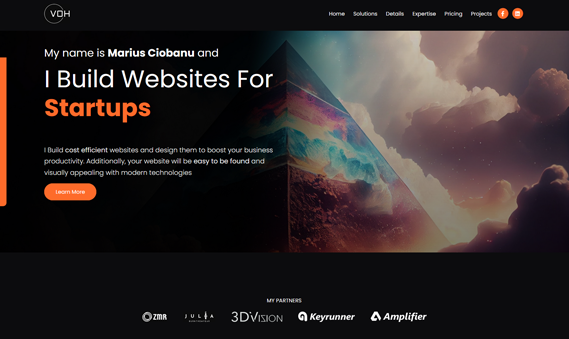 VOH
Home Solutions Details Expertise Pricing Projects
My name is Marius Ciobanu and
I Build Websites For
Startups
I Build cost efficient websites and design them to boost your business
productivity. Additionally, your website will be easy to be found and
visually appealing with modern technologies
Learn More
MY PARTNERS
ZMR JULIA 3DVISION Keyrunner Amplifier